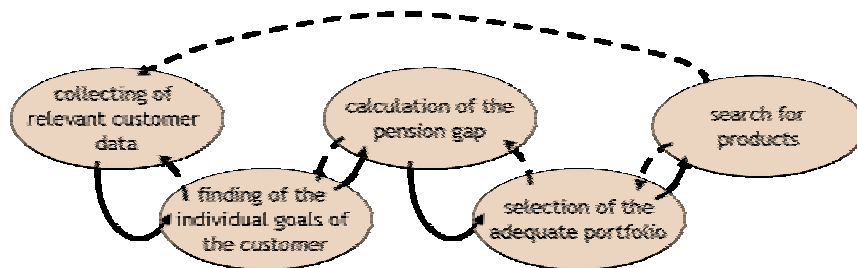 collecting of
relevant customer
data
finding of the
individual goals of
the customer
calculation of the
pension gap
selection of the
adequate portfolio
search for
products